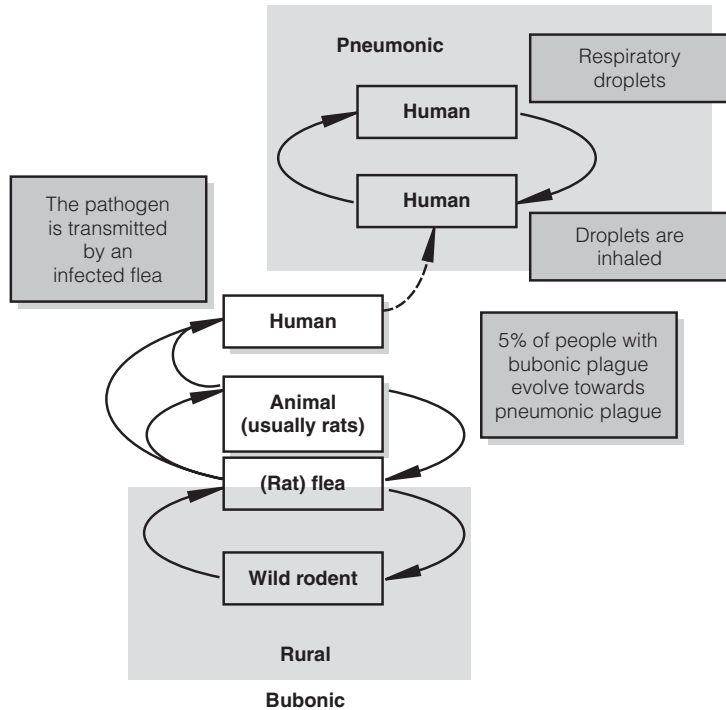 Pneumonic
Respiratory
droplets
Human
Human
The pathogen
is transmitted
by an
infected flea
Droplets are
inhaled
Human
5% of people with
bubonic plague
evolve towards
pneumonic plague
Animal
(usually rats)
(Rat) flea
Wild rodent
Rural
Bubonic